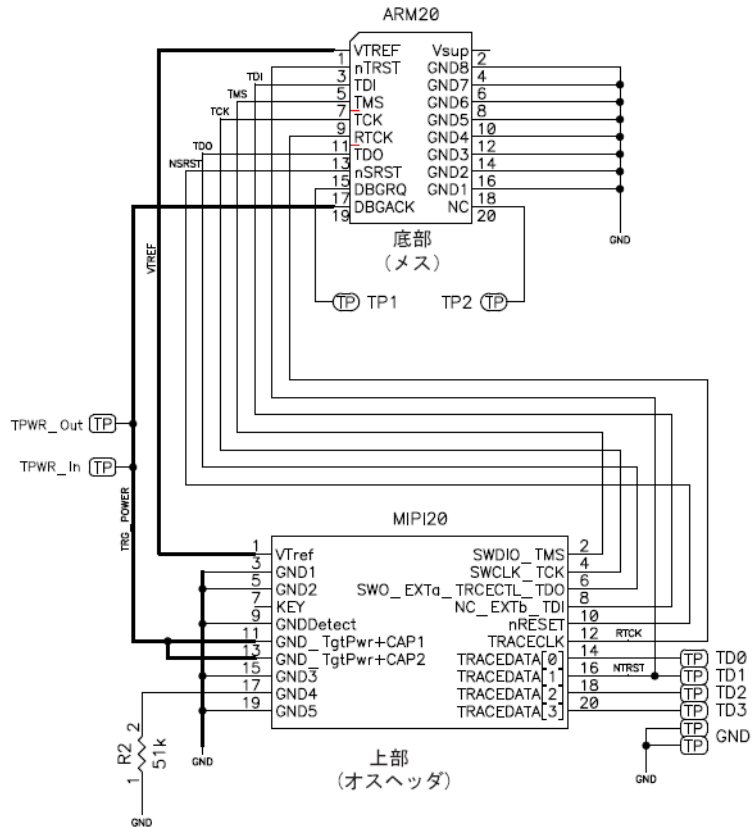 ARM20
VTREF
Vsup
1
2
nTRST
GND8
3
4
TDI
GND7
5
6
TMS
GND6
7
8
TCK
GND5
9
10
RTCK
GND4
11
12
TDO
GND3
13
14
nSRST
GND2
15
16
DBGRQ
GND1
17
18
DBGACK
NC
19
20
TDI
TMS
TCK
TDO
NSRST
VTREF
GND
底部
(メス)
TP TP1
TP2 TP
TPWR_Out TP
TPWR_In TP
TRG_POWER
MIPI20
1 VTref
3 GND1
5 GND2
7 KEY
9 GNDDetect
11 GND_TgtPwr+CAP1
13 GND_TgtPwr+CAP2
15 GND3
17 GND4
19 GND5
SWDIO_TMS 2
SWCLK_TCK 4
SWO_EXTa_TRCECTL_TDO 6
NC_EXTb_TDI 8
nRESET 10
TRACECLK 12 RTCK
TRACEDATA[0] 14 TP TD0
TRACEDATA[1] 16 NTRST TP TD1
TRACEDATA[2] 18 TP TD2
TRACEDATA[3] 20 TP TD3
TP
GND
TP
GND
R2
51k
2
1
GND
GND
上部
(オスヘッダ)